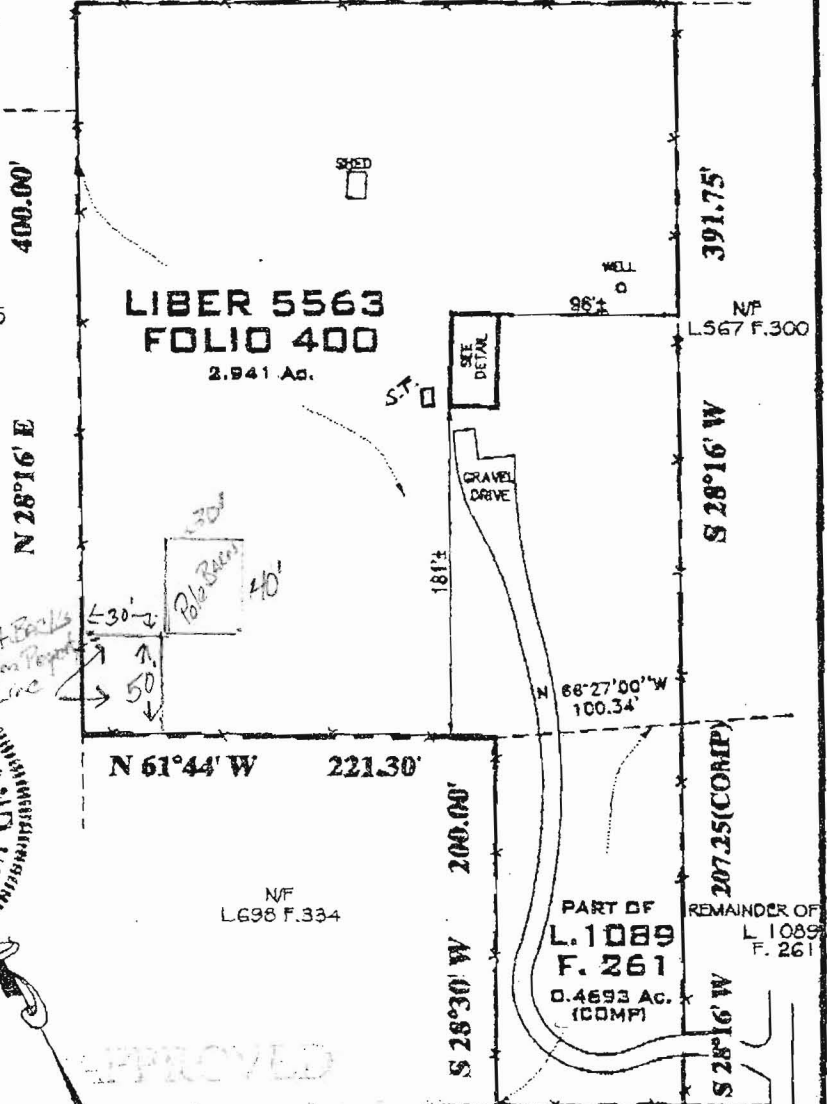 400.00'
N 28°16' E
SHED
LIBER 5563
FOLIO 400
2.941 Ac.
WELL
96'±
SEE
DETAIL
S.T.
GRAVEL
DRIVE
181'±
391.75'
N/F
L.567 F.300
S 28°16' W
30'
Pole Barn
40'
30'
50
Line
N 66°27'00"W
100.34'
N 61°44' W 221.30'
N/F
L.698 F.334
200.00'
S 28°30' W
PART OF
L.1089
F. 261
0.4693 Ac.
(COMP)
207.25(COMP)
S 28°16' W
REMAINDER OF
L 1089
F. 261
APPROVED